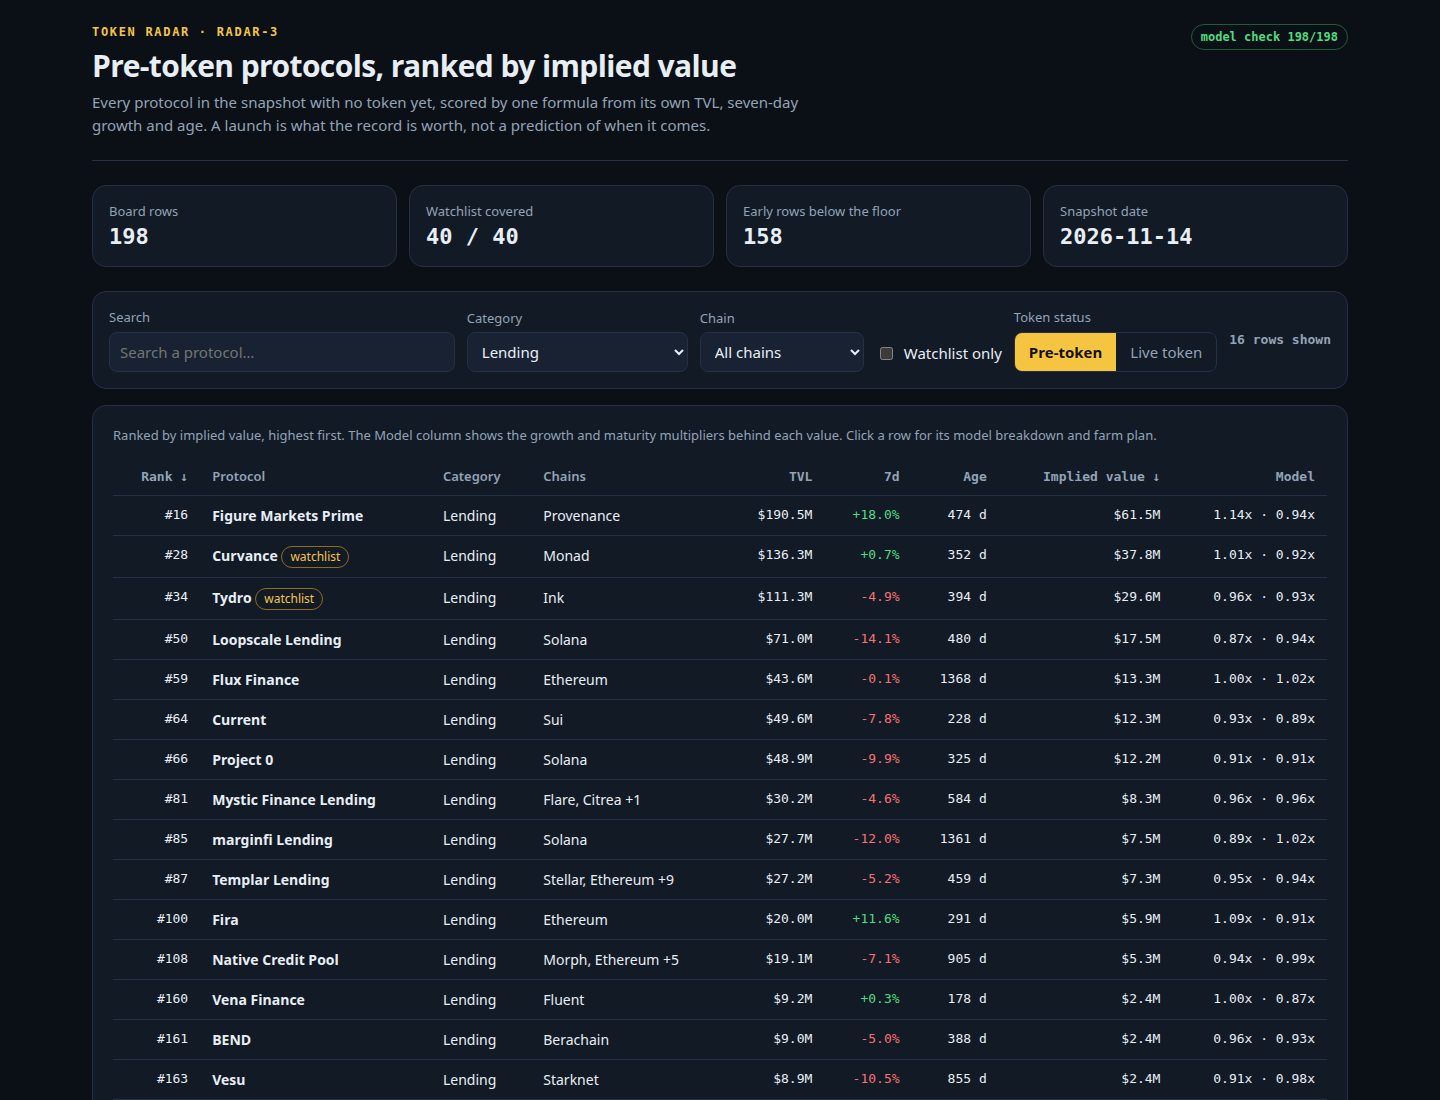 TOKEN RADAR · RADAR-3
model check 198/198
Pre-token protocols, ranked by implied value
Every protocol in the snapshot with no token yet, scored by one formula from its own TVL, seven-day
growth and age. A launch is what the record is worth, not a prediction of when it comes.
Board rows
198
Watchlist covered
40 / 40
Early rows below the floor
158
Snapshot date
2026-11-14
Search
Search a protocol...
Category
Lending
Chain
All chains
Watchlist only
Token status
Pre-token Live token
16 rows shown
Ranked by implied value, highest first. The Model column shows the growth and maturity multipliers behind each value. Click a row for its model breakdown and farm plan.
Rank ↓ Protocol Category Chains TVL 7d Age Implied value ↓ Model
#16 Figure Markets Prime Lending Provenance $190.5M +18.0% 474 d $61.5M 1.14x · 0.94x
#28 Curvance watchlist Lending Monad $136.3M +0.7% 352 d $37.8M 1.01x · 0.92x
#34 Tydro watchlist Lending Ink $111.3M -4.9% 394 d $29.6M 0.96x · 0.93x
#50 Loopscale Lending Lending Solana $71.0M -14.1% 480 d $17.5M 0.87x · 0.94x
#59 Flux Finance Lending Ethereum $43.6M -0.1% 1368 d $13.3M 1.00x · 1.02x
#64 Current Lending Sui $49.6M -7.8% 228 d $12.3M 0.93x · 0.89x
#66 Project 0 Lending Solana $48.9M -9.9% 325 d $12.2M 0.91x · 0.91x
#81 Mystic Finance Lending Lending Flare, Citrea +1 $30.2M -4.6% 584 d $8.3M 0.96x · 0.96x
#85 marginfi Lending Lending Solana $27.7M -12.0% 1361 d $7.5M 0.89x · 1.02x
#87 Templar Lending Lending Stellar, Ethereum +9 $27.2M -5.2% 459 d $7.3M 0.95x · 0.94x
#100 Fira Lending Ethereum $20.0M +11.6% 291 d $5.9M 1.09x · 0.91x
#108 Native Credit Pool Lending Morph, Ethereum +5 $19.1M -7.1% 905 d $5.3M 0.94x · 0.99x
#160 Vena Finance Lending Fluent $9.2M +0.3% 178 d $2.4M 1.00x · 0.87x
#161 BEND Lending Berachain $9.0M -5.0% 388 d $2.4M 0.96x · 0.93x
#163 Vesu Lending Starknet $8.9M -10.5% 855 d $2.4M 0.91x · 0.98x